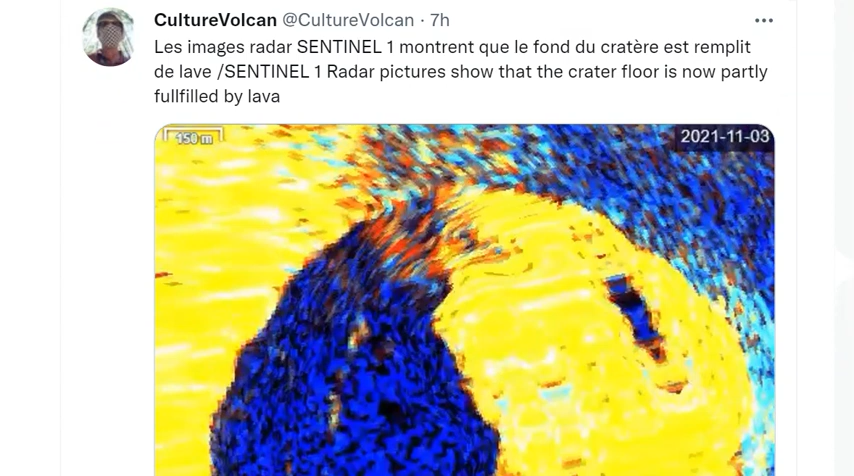 CultureVolcan @CultureVolcan · 7h
Les images radar SENTINEL 1 montrent que le fond du cratère est remplit
de lave /SENTINEL 1 Radar pictures show that the crater floor is now partly
fullfilled by lava
150 m
2021-11-03